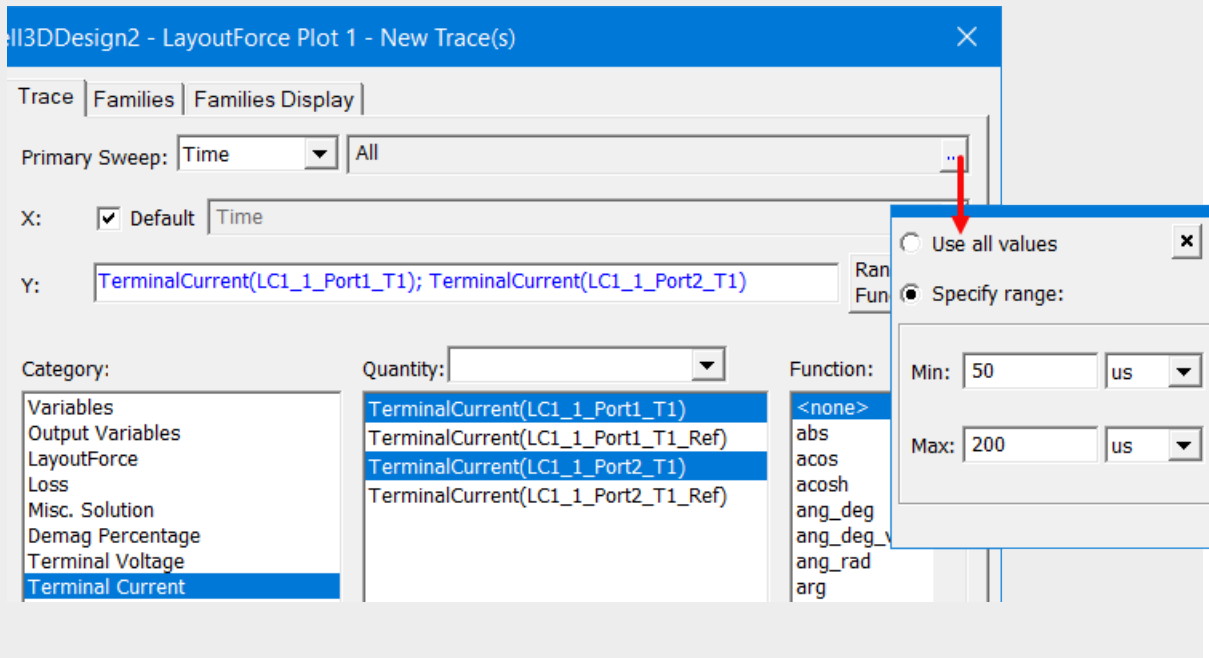 ell3DDesign2 - LayoutForce Plot 1 - New Trace(s)
Trace Families Families Display
Primary Sweep: Time All ...
X: Default Time
Use all values
Y: TerminalCurrent(LC1_1_Port1_T1); TerminalCurrent(LC1_1_Port2_T1)
Ran
Fun
Specify range:
Min: 50 us
Max: 200 us
Category:
Variables
Output Variables
LayoutForce
Loss
Misc. Solution
Demag Percentage
Terminal Voltage
Terminal Current
Quantity:
TerminalCurrent(LC1_1_Port1_T1)
TerminalCurrent(LC1_1_Port1_T1_Ref)
TerminalCurrent(LC1_1_Port2_T1)
TerminalCurrent(LC1_1_Port2_T1_Ref)
Function:
<none>
abs
acos
acosh
ang_deg
ang_deg_v
ang_rad
arg